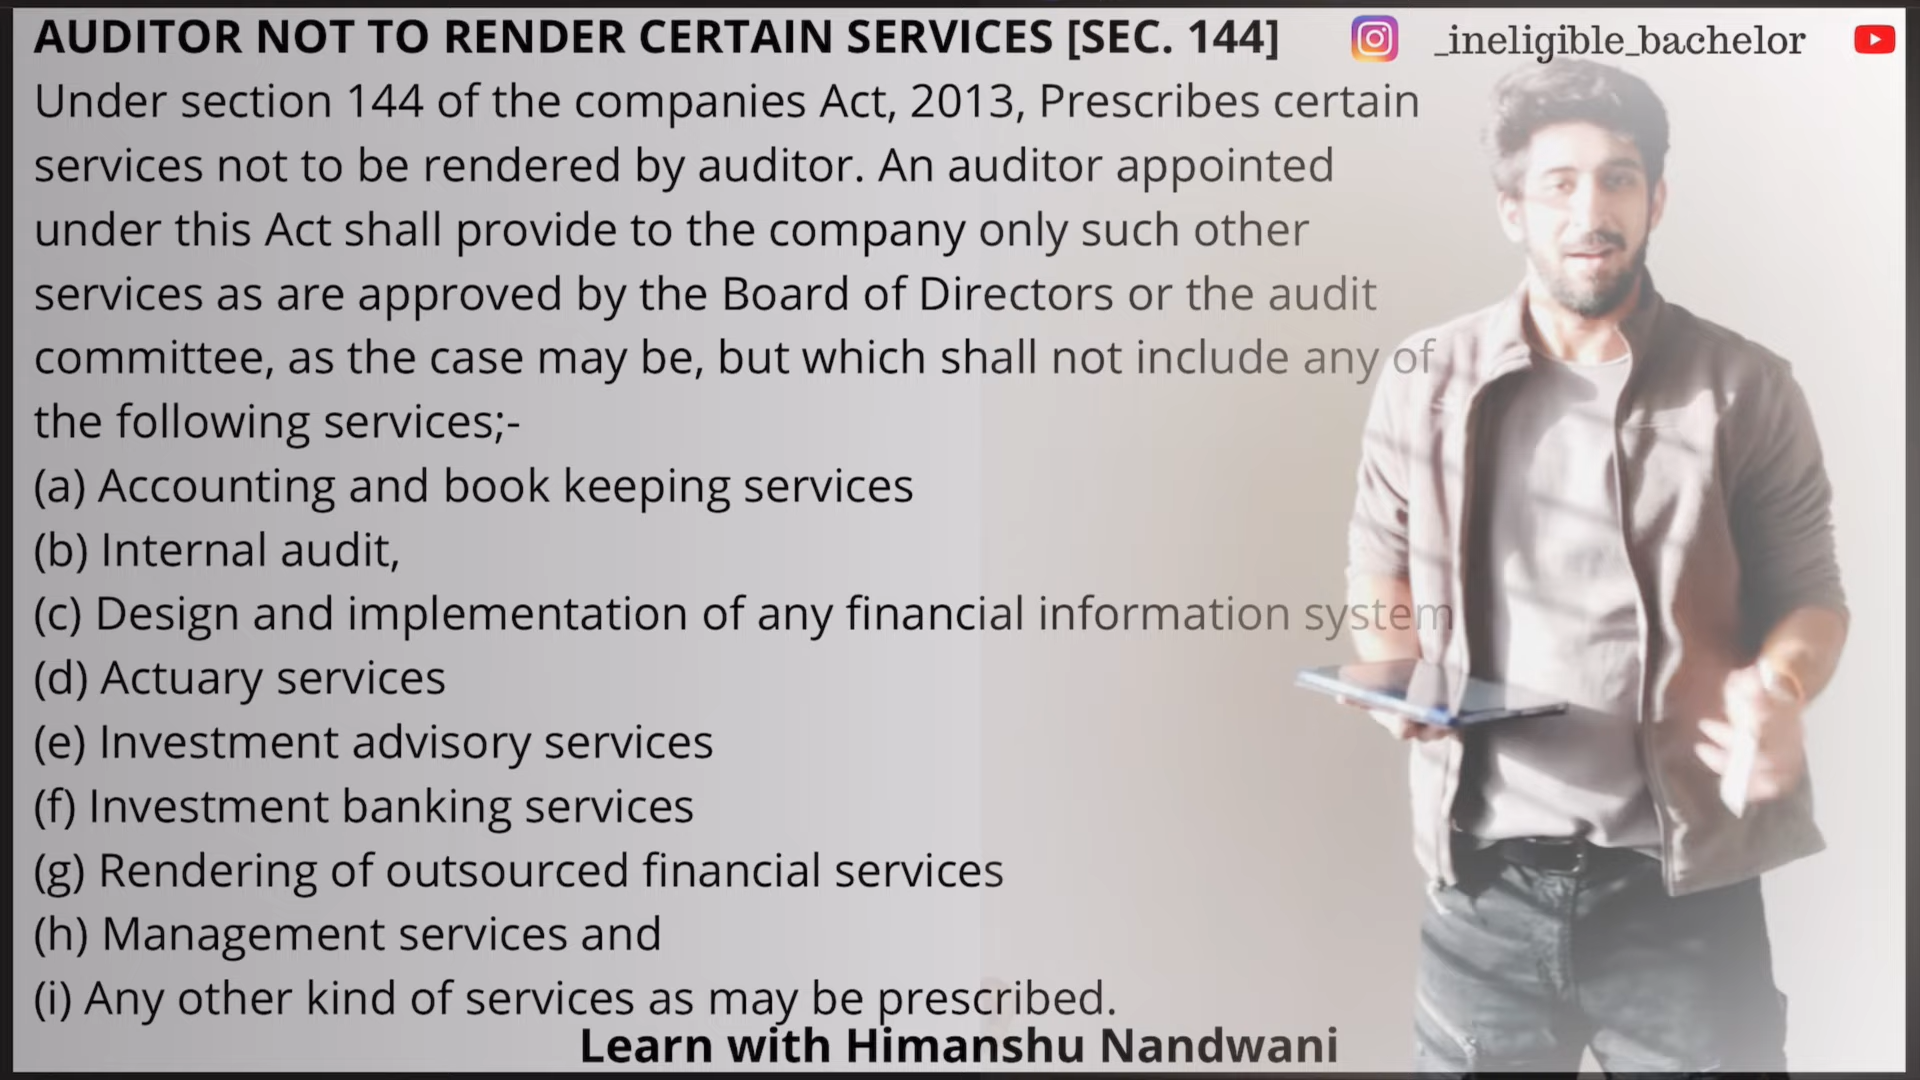 AUDITOR NOT TO RENDER CERTAIN SERVICES [SEC. 144]
_ineligible_bachelor
Under section 144 of the companies Act, 2013, Prescribes certain
services not to be rendered by auditor. An auditor appointed
under this Act shall provide to the company only such other
services as are approved by the Board of Directors or the audit
committee, as the case may be, but which shall not include any of
the following services;-
(a) Accounting and book keeping services
(b) Internal audit,
(c) Design and implementation of any financial information system
(d) Actuary services
(e) Investment advisory services
(f) Investment banking services
(g) Rendering of outsourced financial services
(h) Management services and
(i) Any other kind of services as may be prescribed.
Learn with Himanshu Nandwani